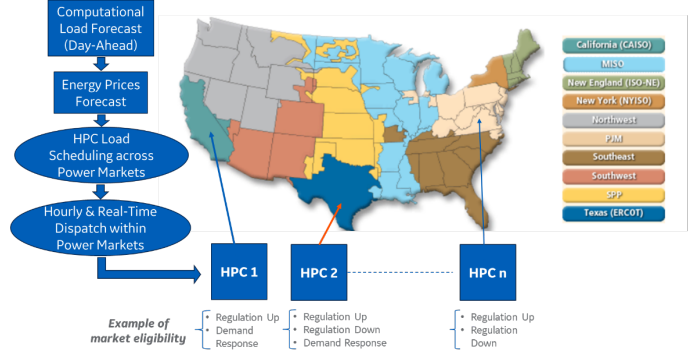 Computational
Load Forecast
(Day-Ahead)
Energy Prices
Forecast
HPC Load
Scheduling across
Power Markets
Hourly & Real-Time
Dispatch within
Power Markets
California (CAISO)
MISO
New England (ISO-NE)
New York (NYISO)
Northwest
PJM
Southeast
Southwest
SPP
Texas (ERCOT)
HPC 1
HPC 2
HPC n
Example of
market eligibility
• Regulation Up
• Demand
Response
• Regulation Up
• Regulation Down
• Demand Response
• Regulation Up
• Regulation
Down